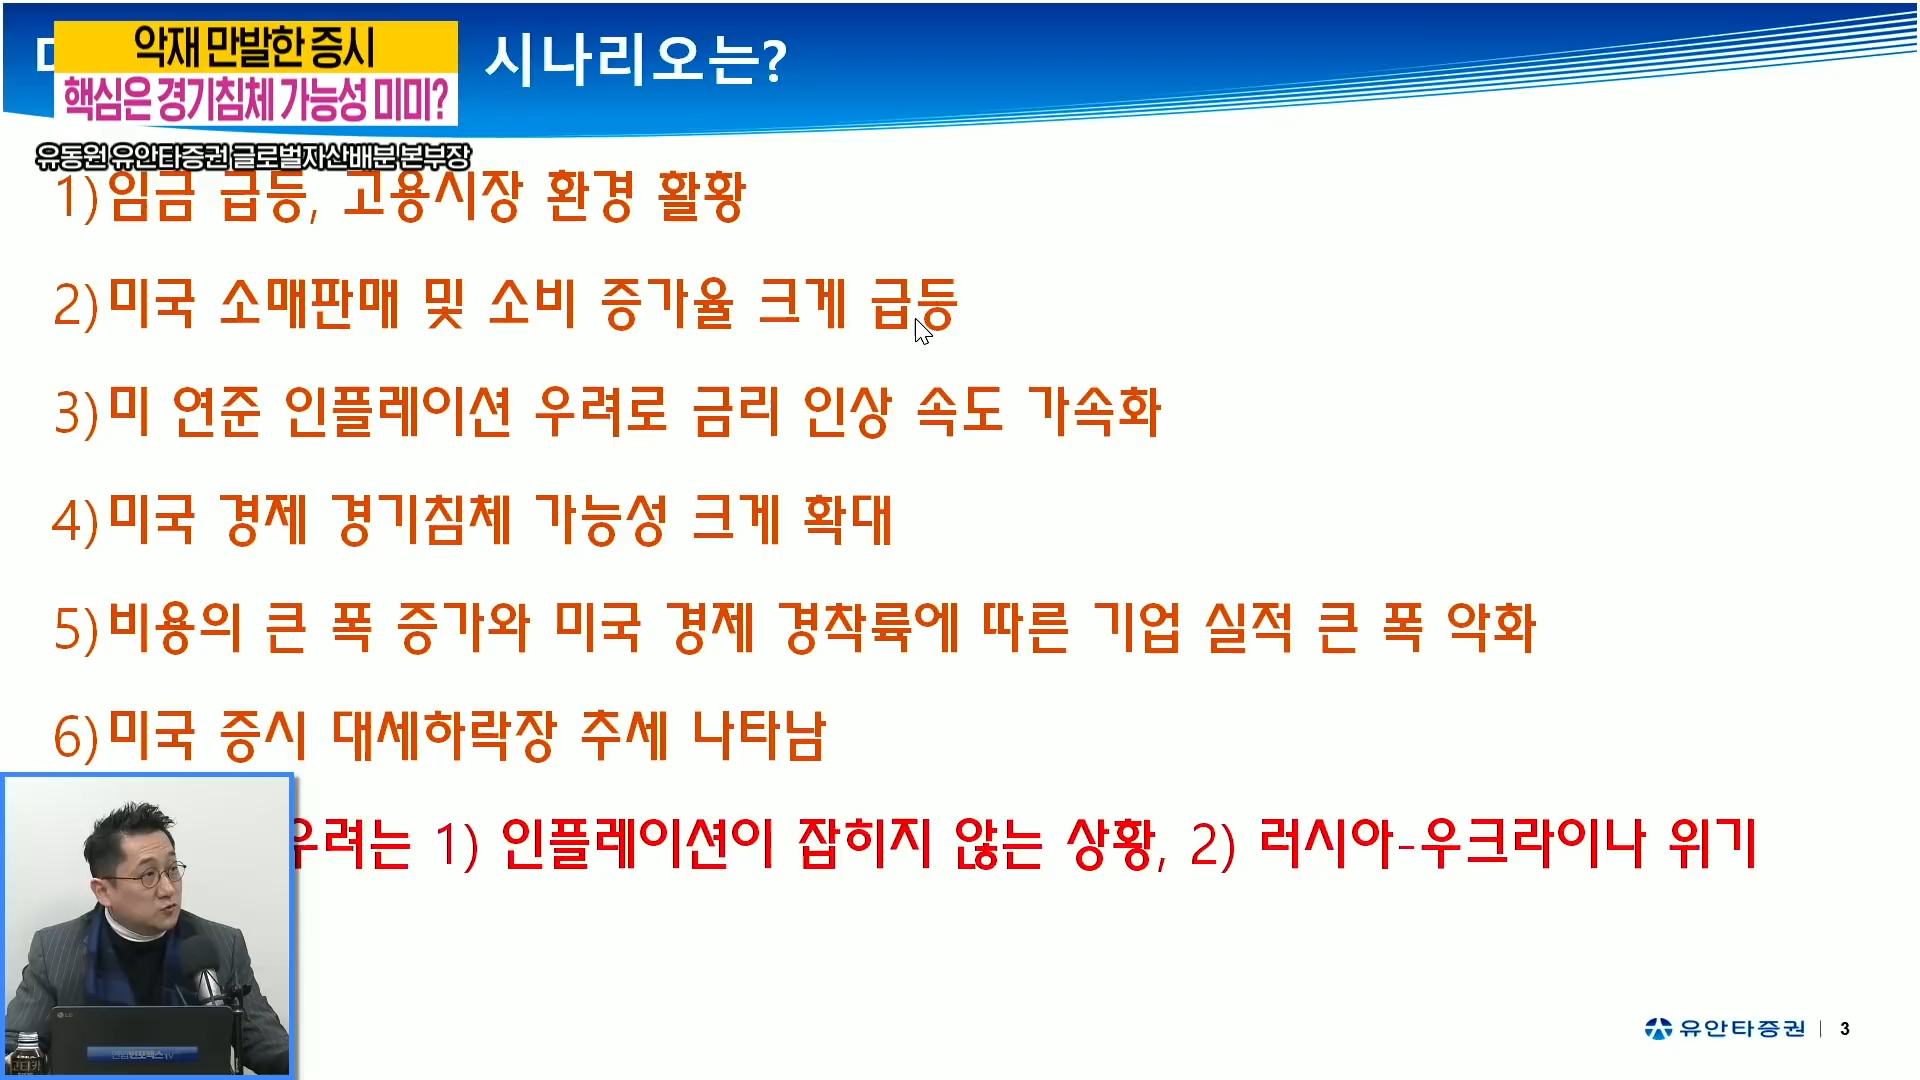 악재 만발한 증시
핵심은 경기침체 가능성 미미?
시나리오는?
유동원 유안타증권 글로벌자산배분 본부장
1) 임금 급등, 고용시장 환경 활황
2) 미국 소매판매 및 소비 증가율 크게 급등
3) 미 연준 인플레이션 우려로 금리 인상 속도 가속화
4) 미국 경제 경기침체 가능성 크게 확대
5) 비용의 큰 폭 증가와 미국 경제 경착륙에 따른 기업 실적 큰 폭 악화
6) 미국 증시 대세하락장 추세 나타남
우려는 1) 인플레이션이 잡히지 않는 상황, 2) 러시아-우크라이나 위기
LG
연합인포맥스TV
유안타증권 | 3